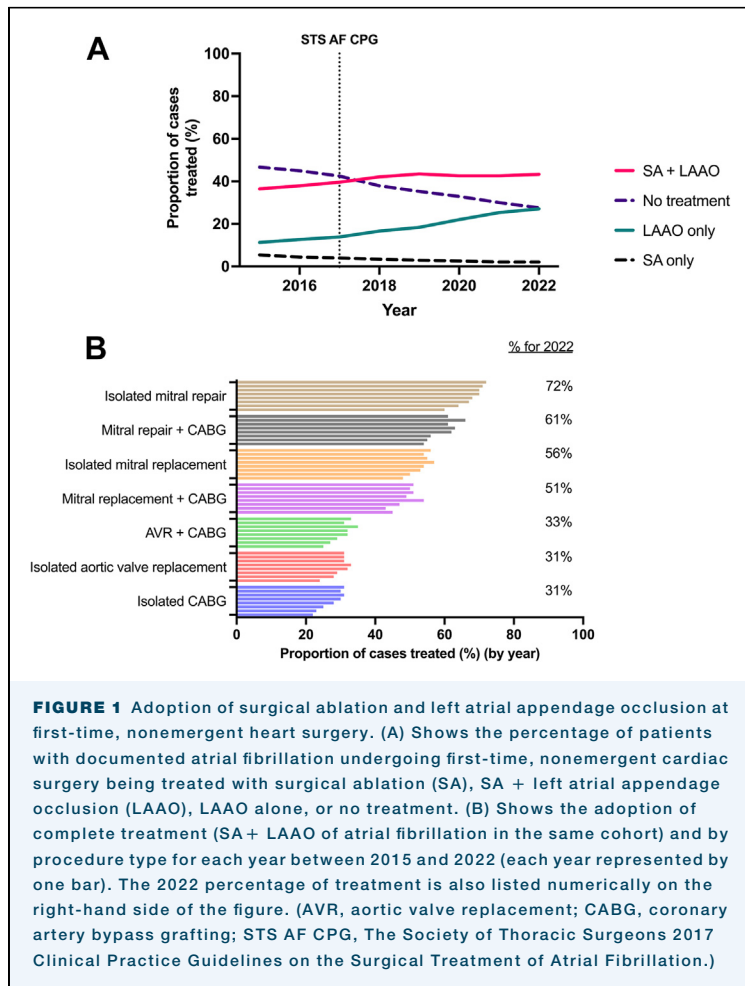 A
STS AF CPG
100
80
60
40
20
0
Proportion of cases
treated (%)
2016
2018
2020
2022
Year
SA + LAAO
No treatment
LAAO only
SA only
B
% for 2022
Isolated mitral repair
72%
Mitral repair + CABG
61%
Isolated mitral replacement
56%
Mitral replacement + CABG
51%
AVR + CABG
33%
Isolated aortic valve replacement
31%
Isolated CABG
31%
0
20
40
60
80
100
Proportion of cases treated (%) (by year)
FIGURE 1 Adoption of surgical ablation and left atrial appendage occlusion at
first-time, nonemergent heart surgery. (A) Shows the percentage of patients
with documented atrial fibrillation undergoing first-time, nonemergent cardiac
surgery being treated with surgical ablation (SA), SA + left atrial appendage
occlusion (LAAO), LAAO alone, or no treatment. (B) Shows the adoption of
complete treatment (SA+ LAAO of atrial fibrillation in the same cohort) and by
procedure type for each year between 2015 and 2022 (each year represented by
one bar). The 2022 percentage of treatment is also listed numerically on the
right-hand side of the figure. (AVR, aortic valve replacement; CABG, coronary
artery bypass grafting; STS AF CPG, The Society of Thoracic Surgeons 2017
Clinical Practice Guidelines on the Surgical Treatment of Atrial Fibrillation.)